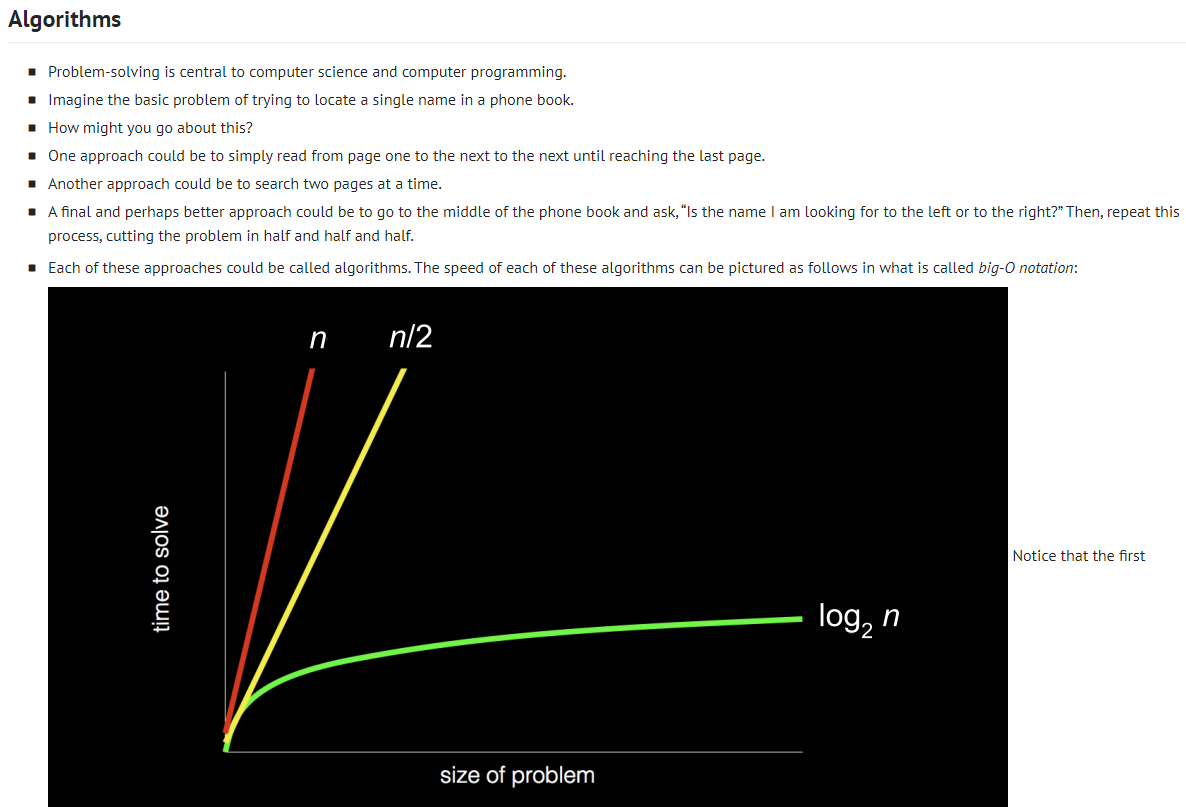 Algorithms
Problem-solving is central to computer science and computer programming.
Imagine the basic problem of trying to locate a single name in a phone book.
How might you go about this?
One approach could be to simply read from page one to the next to the next until reaching the last page.
Another approach could be to search two pages at a time.
A final and perhaps better approach could be to go to the middle of the phone book and ask, “Is the name I am looking for to the left or to the right?” Then, repeat this
process, cutting the problem in half and half and half.
Each of these approaches could be called algorithms. The speed of each of these algorithms can be pictured as follows in what is called big-O notation:
n
n/2
time to solve
log₂ n
size of problem
Notice that the first